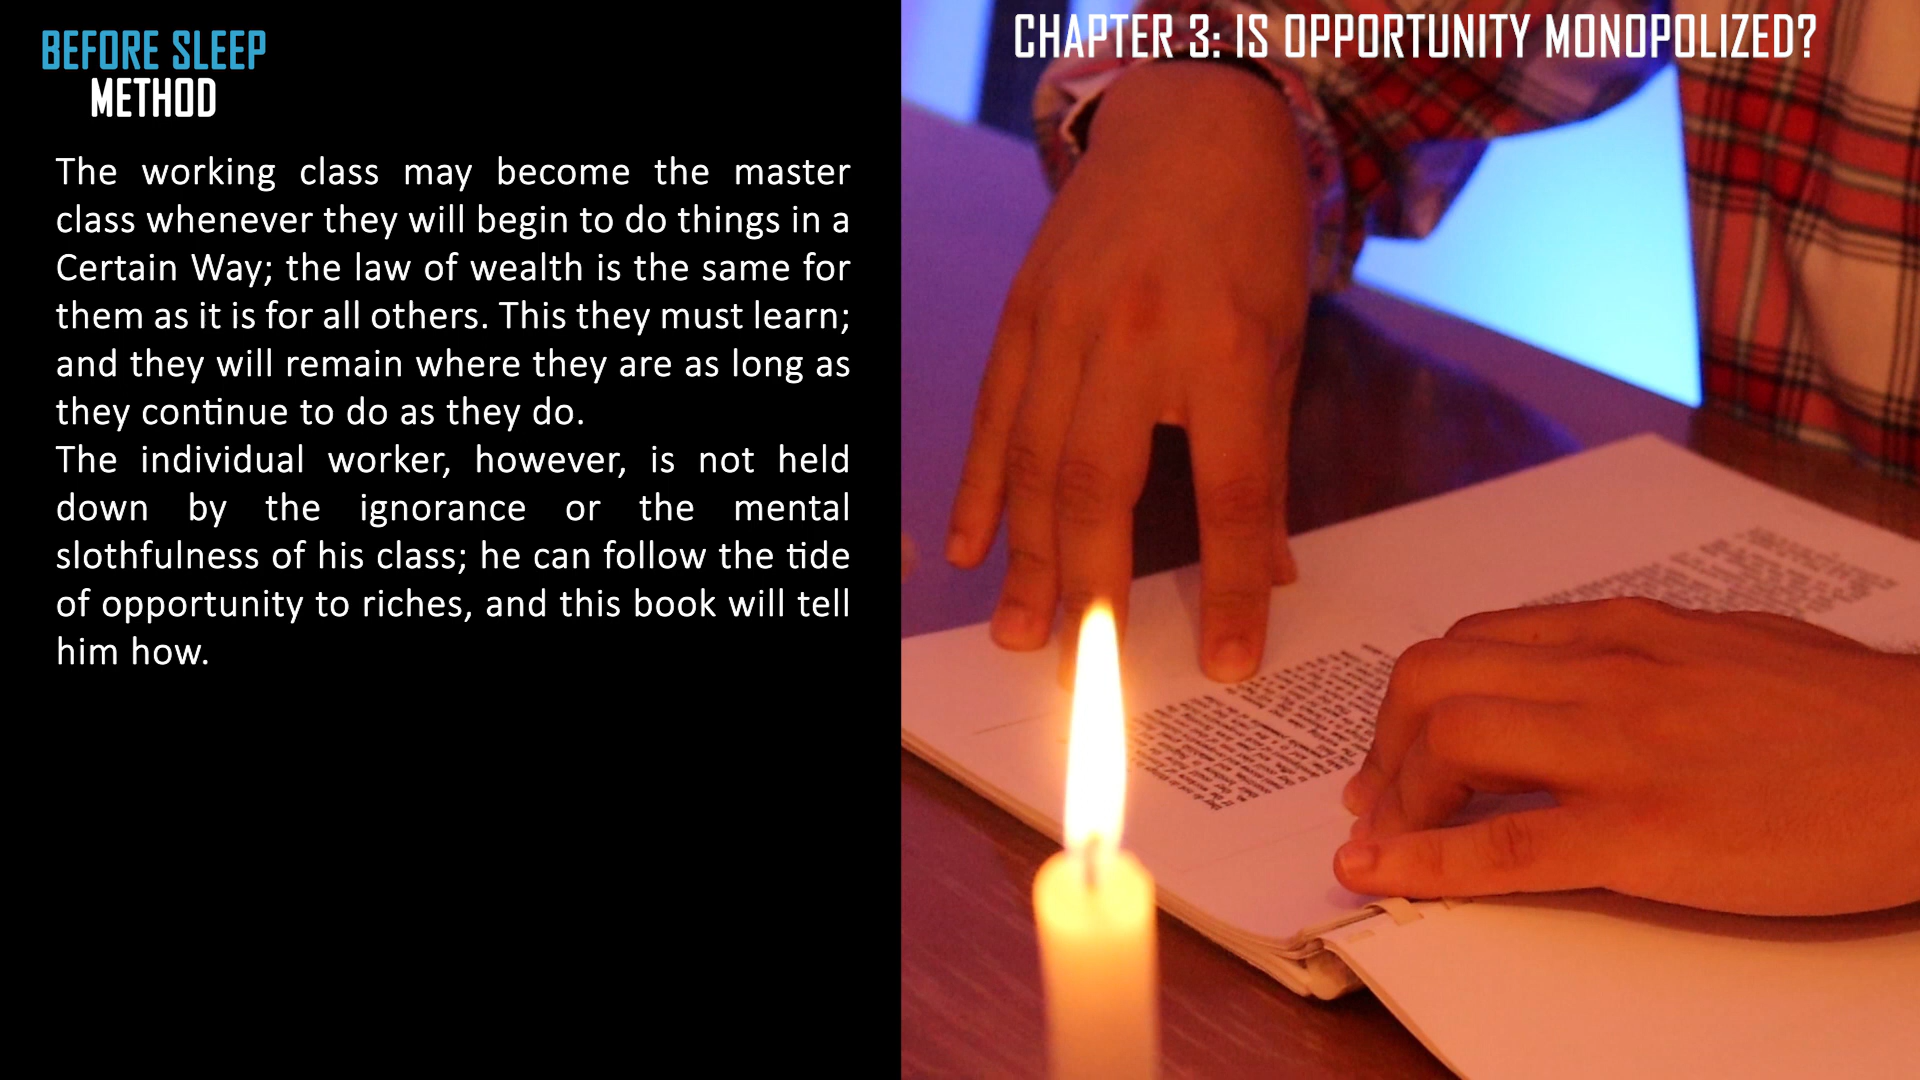 BEFORE SLEEP
METHOD
CHAPTER 3: IS OPPORTUNITY MONOPOLIZED?
The working class may become the master
class whenever they will begin to do things in a
Certain Way; the law of wealth is the same for
them as it is for all others. This they must learn;
and they will remain where they are as long as
they continue to do as they do.
The individual worker, however, is not held
down by the ignorance or the mental
slothfulness of his class; he can follow the tide
of opportunity to riches, and this book will tell
him how.